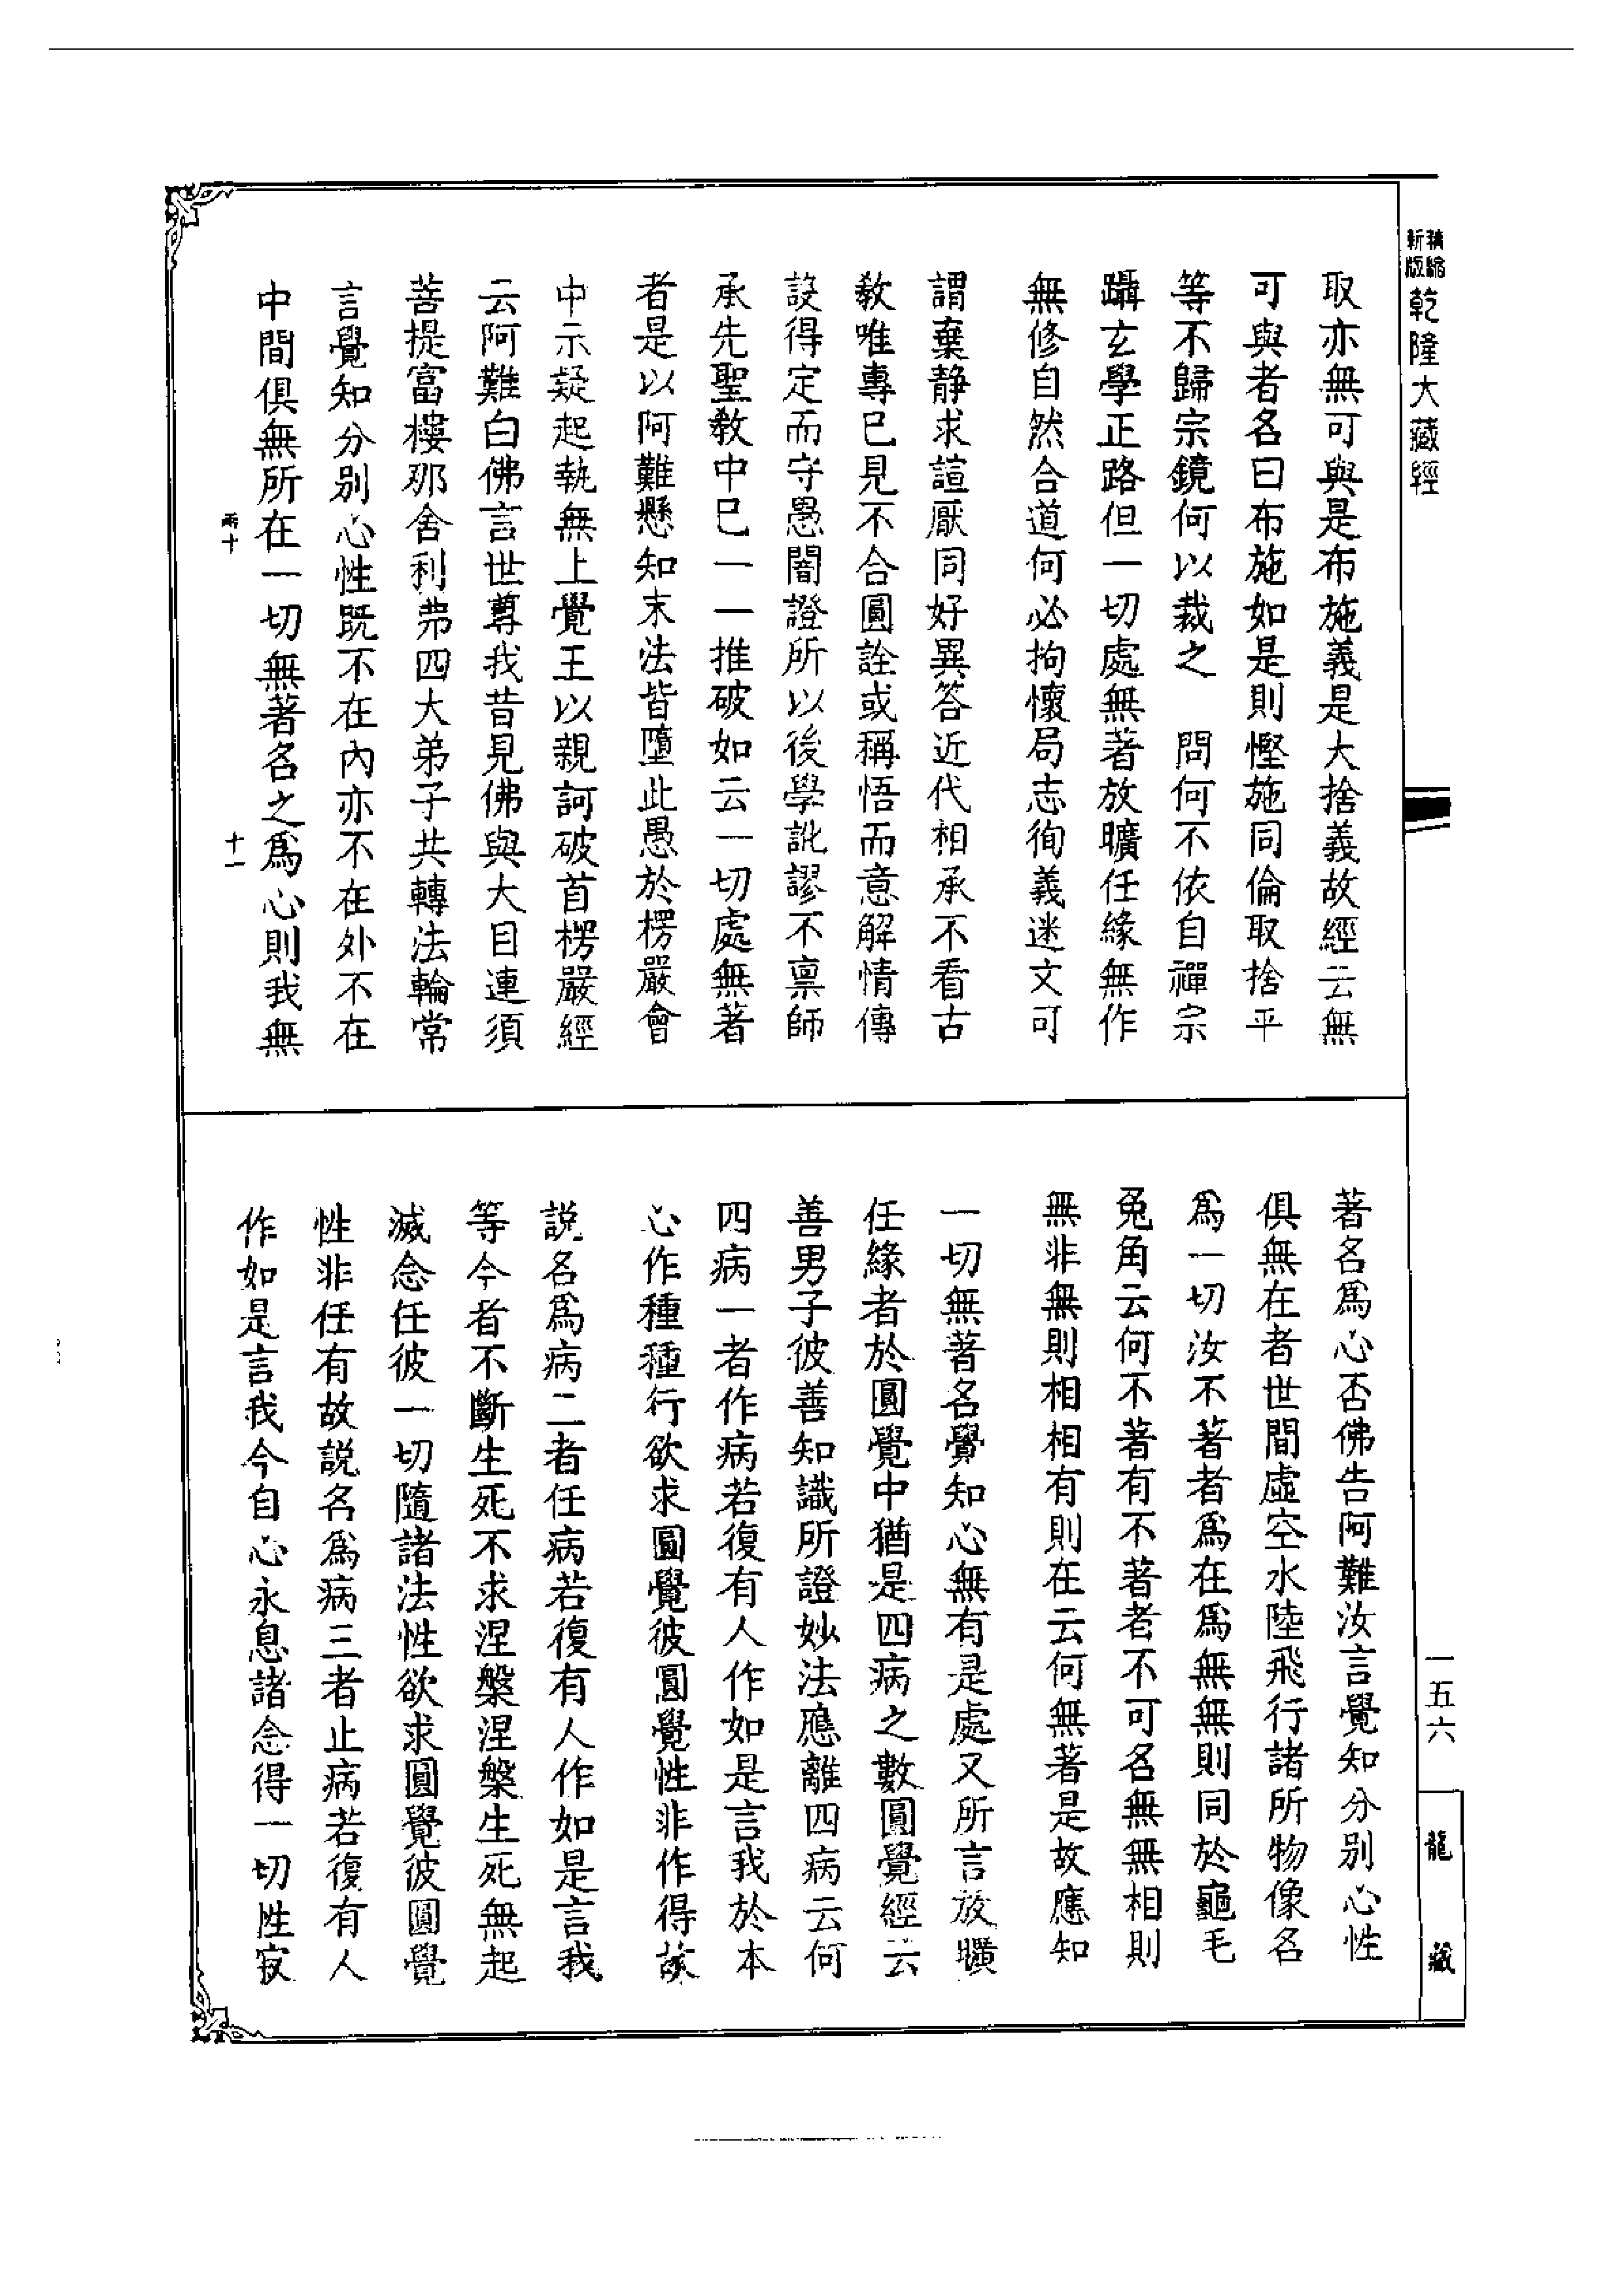 精縮
新版
乾隆大藏經
取亦無可與是布施義是大捨義故經云無
可與者名曰布施如是則慳施同倫取捨平
等不歸宗鏡何以裁之　問何不依自禪宗
躡玄學正路但一切處無著放曠任緣無作
無修自然合道何必拘懷局志徇義迷文可
謂棄靜求諠厭同好異答近代相承不看古
教唯專己見不合圓詮或稱悟而意解情傳
設得定而守愚闇證所以後學訛謬不禀師
承先聖教中已一一推破如云一切處無著
者是以阿難懸知末法皆墮此愚於楞嚴會
中示疑起執無上覺王以親訶破首楞嚴經
云阿難白佛言世尊我昔見佛與大目連須
菩提富樓那舍利弗四大弟子共轉法輪常
言覺知分別心性既不在內亦不在外不在
中間俱無所在一切無著名之爲心則我無
十一
著名爲心否佛告阿難汝言覺知分別心性
俱無在者世間虛空水陸飛行諸所物像名
爲一切汝不著者爲在爲無無則同於龜毛
兔角云何不著有不著者不可名無無相則
無非無則相相有則在云何無著是故應知
一切無著名覺知心無有是處又所言放曠
任緣者於圓覺中猶是四病之數圓覺經云
善男子彼善知識所證妙法應離四病云何
四病一者作病若復有人作如是言我於本
心作種種行欲求圓覺彼圓覺性非作得故
説名爲病二者任病若復有人作如是言我
等今者不斷生死不求涅槃涅槃生死無起
滅念任彼一切隨諸法性欲求圓覺彼圓覺
性非任有故説名爲病三者止病若復有人
作如是言我今自心永息諸念得一切性寂
一五六
龍
藏